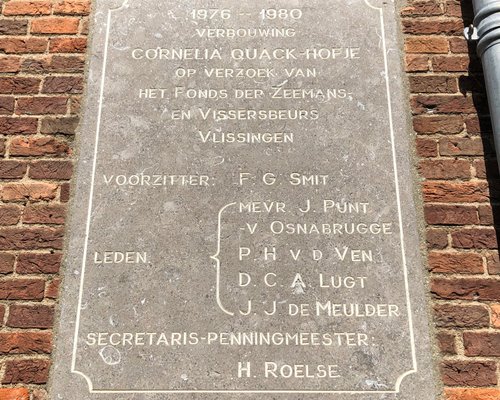 1976 - 1980
VERBOUWING
CORNELIA QUACK-HOFJE
OP VERZOEK VAN
HET FONDS DER ZEEMANS,
EN VISSERSBEURS
VLISSINGEN
VOORZITTER: F. G. SMIT
MEVR. J. PUNT
-V OSNABRUGGE
LEDEN P. H V D. VEN
D. C. A. LUGT
J. J. DE MEULDER
SECRETARIS-PENNINGMEESTER:
H. ROELSE